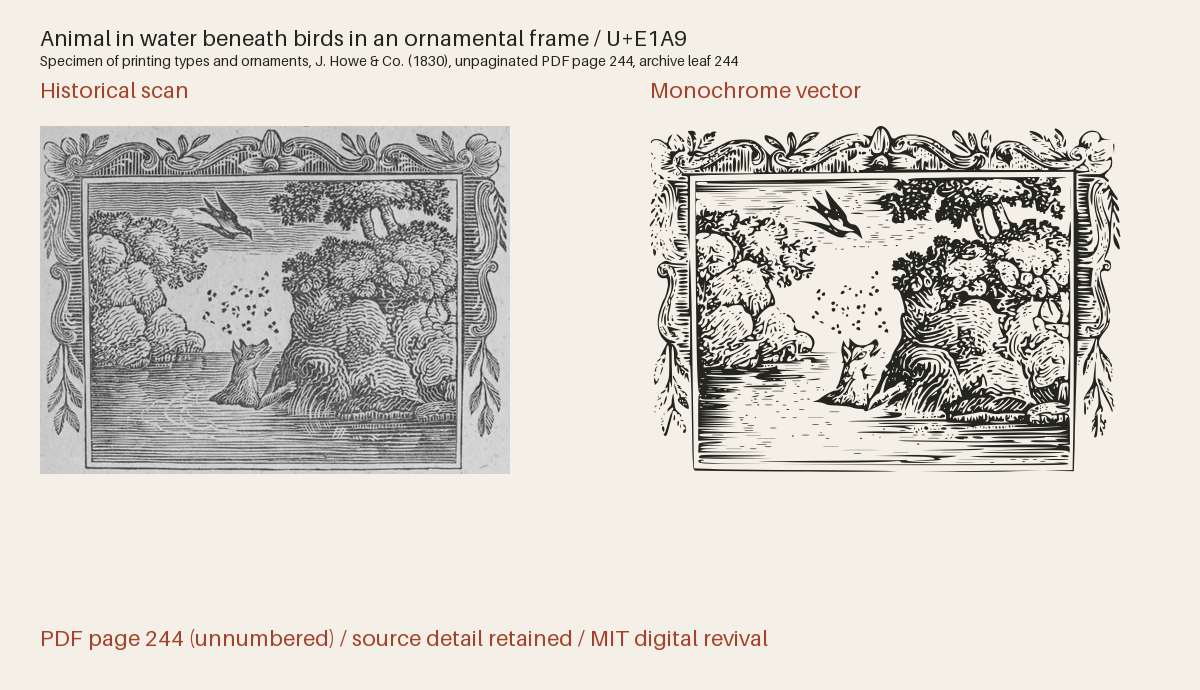 Animal in water beneath birds in an ornamental frame / U+E1A9
Specimen of printing types and ornaments, J. Howe & Co. (1830), unpaginated PDF page 244, archive leaf 244
Historical scan
Monochrome vector
PDF page 244 (unnumbered) / source detail retained / MIT digital revival